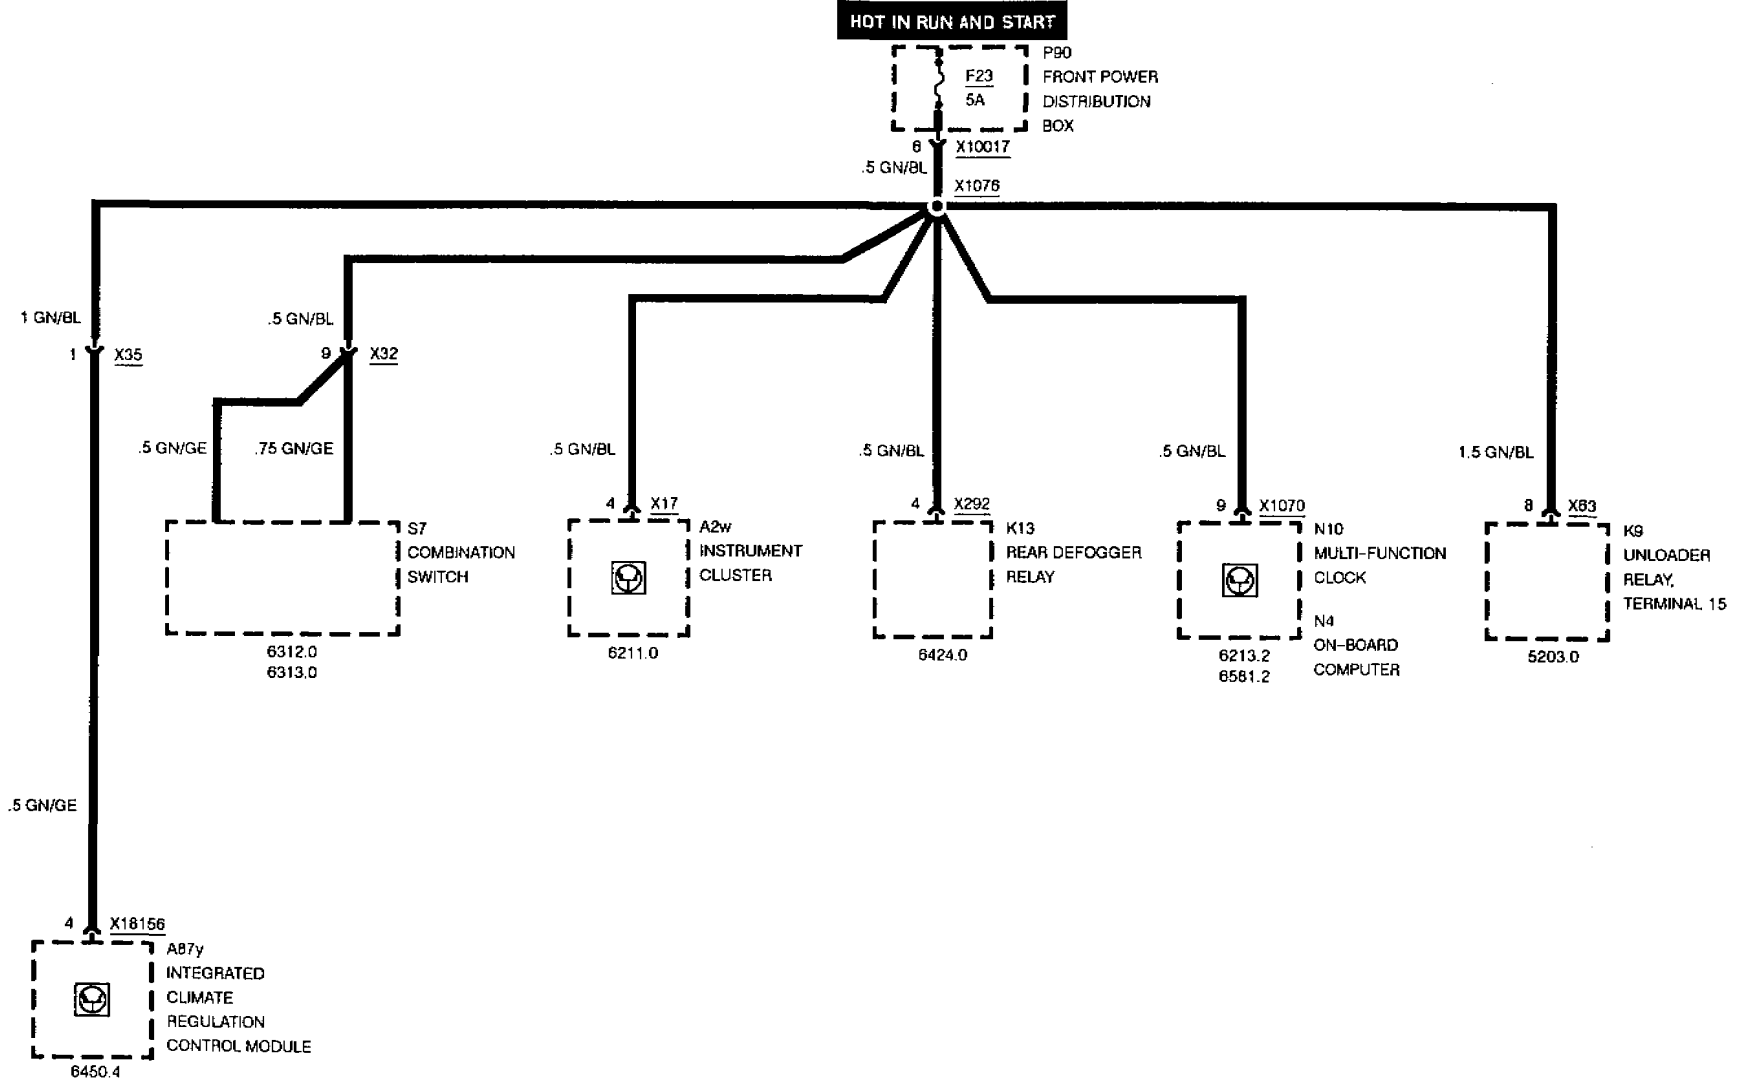 HOT IN RUN AND START
P90
FRONT POWER
DISTRIBUTION
BOX
F23
5A
6 X10017
.5 GN/BL
X1076
1 GN/BL
1 X35
.5 GN/BL
9 X32
.5 GN/GE
.75 GN/GE
.5 GN/BL
.5 GN/BL
.5 GN/BL
1.5 GN/BL
S7
COMBINATION
SWITCH
6312.0
6313.0
4 X17
A2w
INSTRUMENT
CLUSTER
6211.0
4 X292
K13
REAR DEFOGGER
RELAY
6424.0
9 X1070
N10
MULTI-FUNCTION
CLOCK
N4
ON-BOARD
COMPUTER
6213.2
6581.2
8 X63
K9
UNLOADER
RELAY,
TERMINAL 15
5203.0
.5 GN/GE
4 X18156
A87y
INTEGRATED
CLIMATE
REGULATION
CONTROL MODULE
6450.4